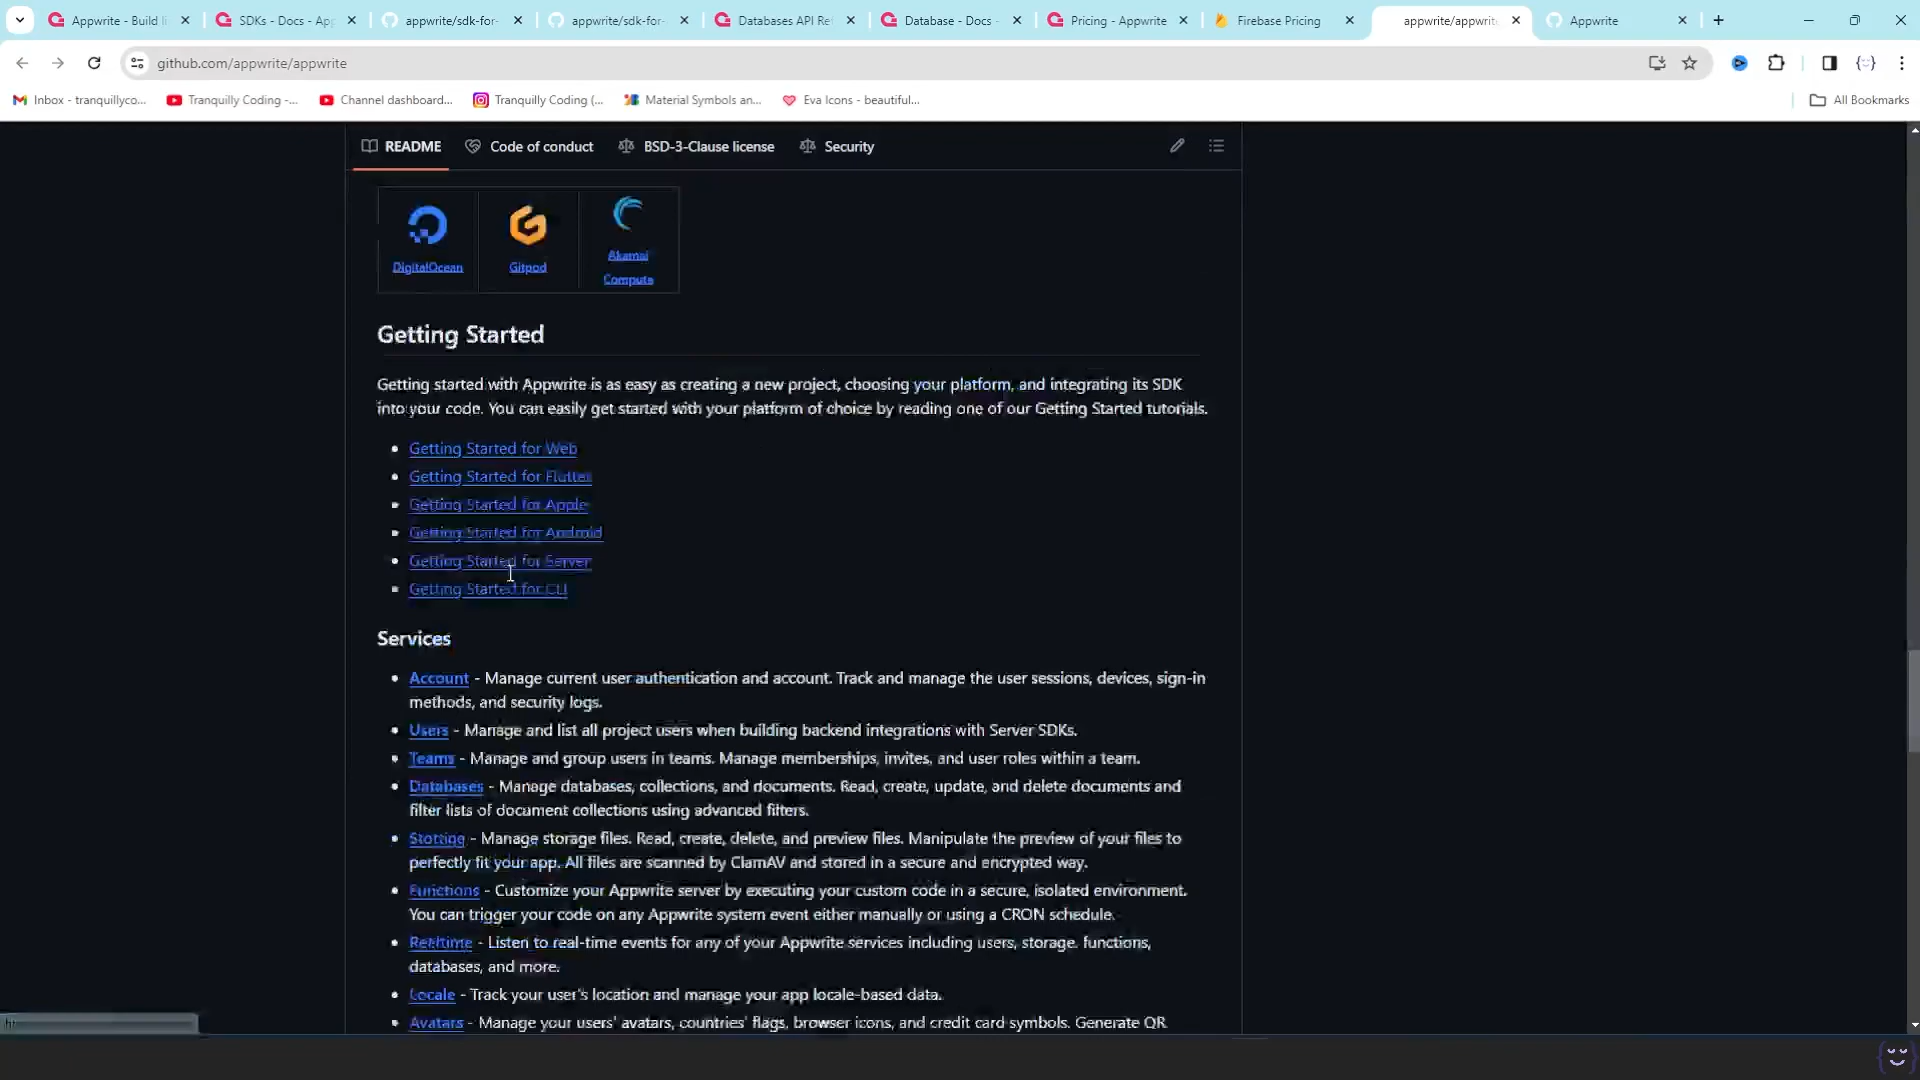 Appwrite - Build li
SDKs - Docs - App
appwrite/sdk-for-
appwrite/sdk-for-
Databases API Re
Database - Docs -
Pricing - Appwrite
Firebase Pricing
appwrite/appwrit
Appwrite
github.com/appwrite/appwrite
Inbox - tranquillyco...
Tranquilly Coding -...
Channel dashboard...
Tranquilly Coding (...
Material Symbols an...
Eva Icons - beautiful...
All Bookmarks
README
Code of conduct
BSD-3-Clause license
Security
DigitalOcean
Gitpod
Akamai
Compute
Getting Started
Getting started with Appwrite is as easy as creating a new project, choosing your platform, and integrating its SDK
into your code. You can easily get started with your platform of choice by reading one of our Getting Started tutorials.
Getting Started for Web
Getting Started for Flutter
Getting Started for Apple
Getting Started for Android
Getting Started for Server
Getting Started for CLI
Services
Account - Manage current user authentication and account. Track and manage the user sessions, devices, sign-in
methods, and security logs.
Users - Manage and list all project users when building backend integrations with Server SDKs.
Teams - Manage and group users in teams. Manage memberships, invites, and user roles within a team.
Databases - Manage databases, collections, and documents. Read, create, update, and delete documents and
filter lists of document collections using advanced filters.
- Manage storage files. Read, create, delete, and preview files. Manipulate the preview of your files to
perfectly fit your app. All files are scanned by ClamAV and stored in a secure and encrypted way.
Functions - Customize your Appwrite server by executing your custom code in a secure, isolated environment.
You can trigger your code on any Appwrite system event either manually or using a CRON schedule.
Realtime - Listen to real-time events for any of your Appwrite services including users, storage, functions,
databases, and more.
Locale - Track your user's location and manage your app locale-based data.
Avatars - Manage your users' avatars, countries' flags, browser icons, and credit card symbols. Generate QR